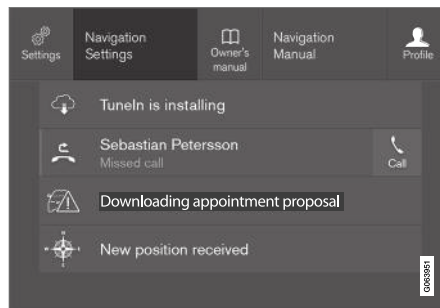 Settings
Navigation
Settings
Owner's
manual
Navigation
Manual
Profile
TuneIn is installing
Sebastian Petersson
Missed call
Call
Downloading appointment proposal
New position received
G063951